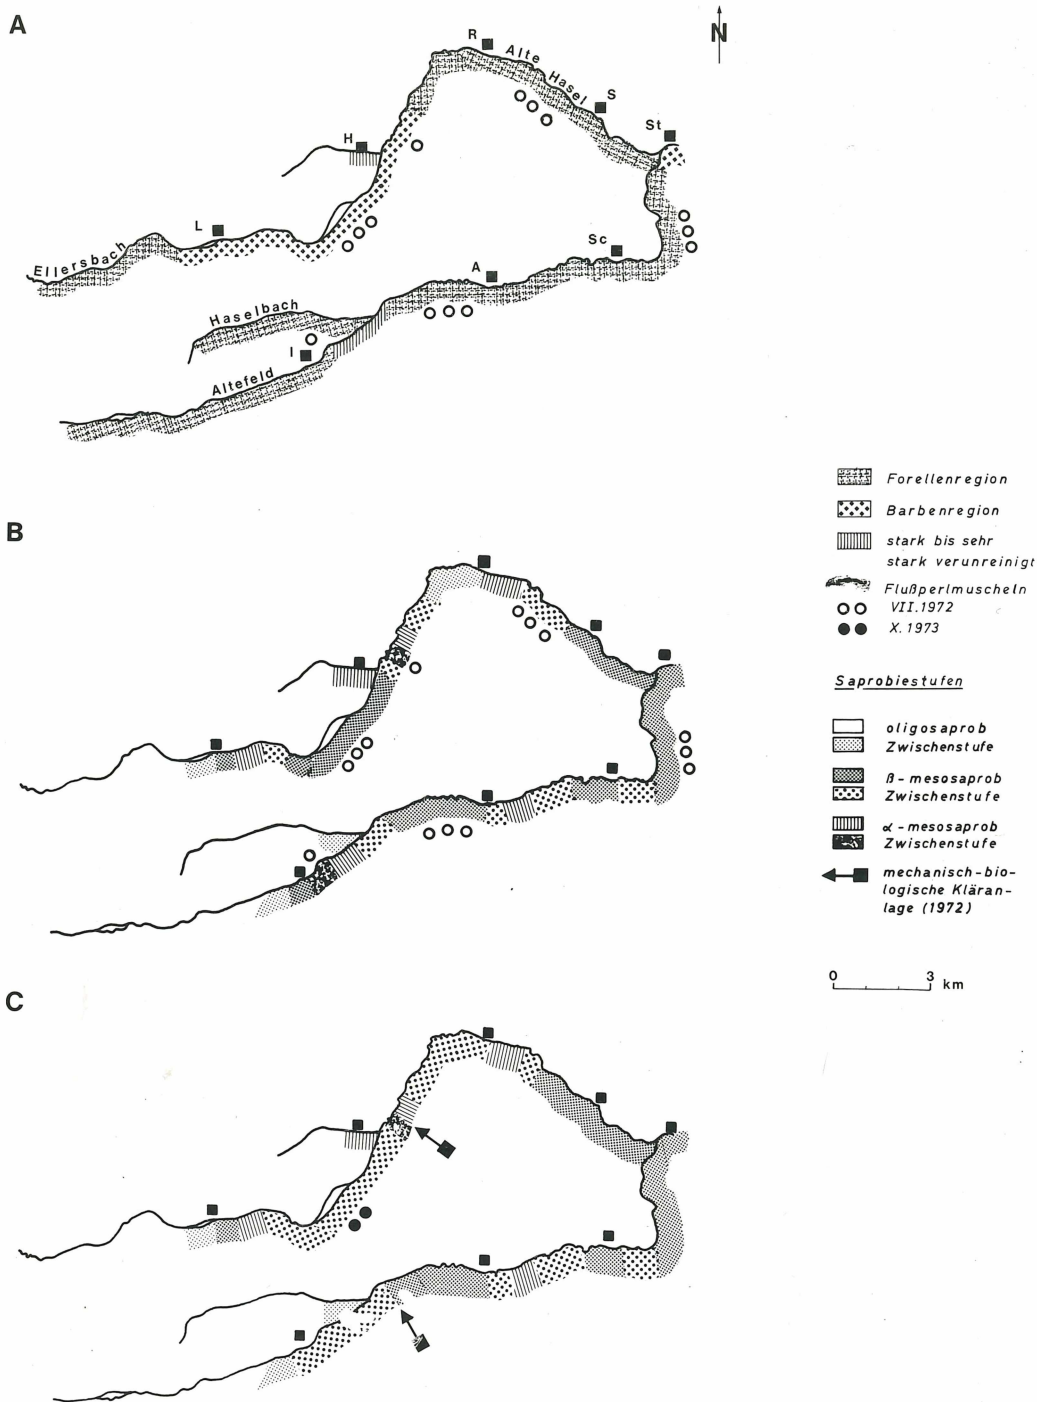 A
N
R
Alte
Hasel
S
St
H
L
Sc
Ellersbach
A
Haselbach
I
Altefeld
B
Forellenregion
Barbenregion
stark bis sehr
stark verunreinigt
Flußperlmuscheln
VII.1972
X.1973
Saprobiestufen
oligosaprob
Zwischenstufe
ß-mesosaprob
Zwischenstufe
α-mesosaprob
Zwischenstufe
mechanisch-bio-
logische Kläran-
lage (1972)
0 3 km
C